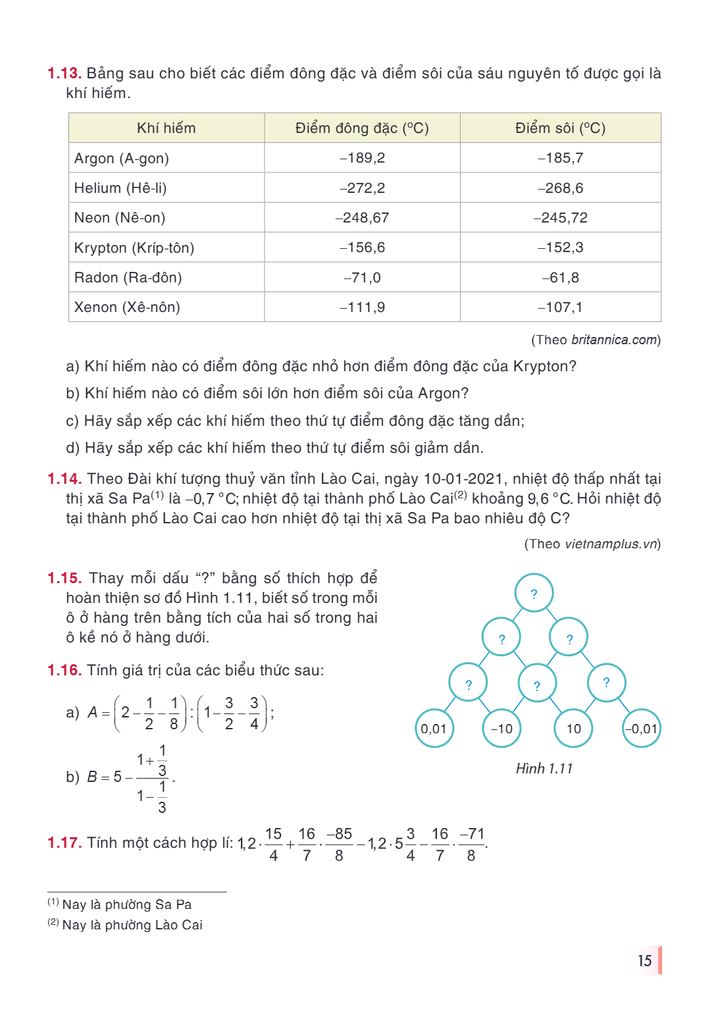 1.13. Bảng sau cho biết các điểm đông đặc và điểm sôi của sáu nguyên tố được gọi là
khí hiếm.
Khí hiếm Điểm đông đặc (ºC) Điểm sôi (ºC)
Argon (A-gon) –189,2 –185,7
Helium (Hê-li) –272,2 –268,6
Neon (Nê-on) –248,67 –245,72
Krypton (Kríp-tôn) –156,6 –152,3
Radon (Ra-đôn) –71,0 –61,8
Xenon (Xê-nôn) –111,9 –107,1
(Theo britannica.com)
a) Khí hiếm nào có điểm đông đặc nhỏ hơn điểm đông đặc của Krypton?
b) Khí hiếm nào có điểm sôi lớn hơn điểm sôi của Argon?
c) Hãy sắp xếp các khí hiếm theo thứ tự điểm đông đặc tăng dần;
d) Hãy sắp xếp các khí hiếm theo thứ tự điểm sôi giảm dần.
1.14. Theo Đài khí tượng thuỷ văn tỉnh Lào Cai, ngày 10-01-2021, nhiệt độ thấp nhất tại
thị xã Sa Pa(1) là –0,7 °C; nhiệt độ tại thành phố Lào Cai(2) khoảng 9,6 °C. Hỏi nhiệt độ
tại thành phố Lào Cai cao hơn nhiệt độ tại thị xã Sa Pa bao nhiêu độ C?
(Theo vietnamplus.vn)
1.15. Thay mỗi dấu “?” bằng số thích hợp để
hoàn thiện sơ đồ Hình 1.11, biết số trong mỗi
ô ở hàng trên bằng tích của hai số trong hai
ô kề nó ở hàng dưới.
?
? ?
? ? ?
0,01 –10 10 –0,01
Hình 1.11
1.16. Tính giá trị của các biểu thức sau:
a) A = (2 – 1/2 – 1/8) : (1 – 3/2 – 3/4);
b) B = 5 – (1 + 1/3)/(1 – 1/3).
1.17. Tính một cách hợp lí: 1,2 · 15/4 + 16/7 · –85/8 – 1,2 · 5 3/4 – 16/7 · –71/8.
(1) Nay là phường Sa Pa
(2) Nay là phường Lào Cai
15